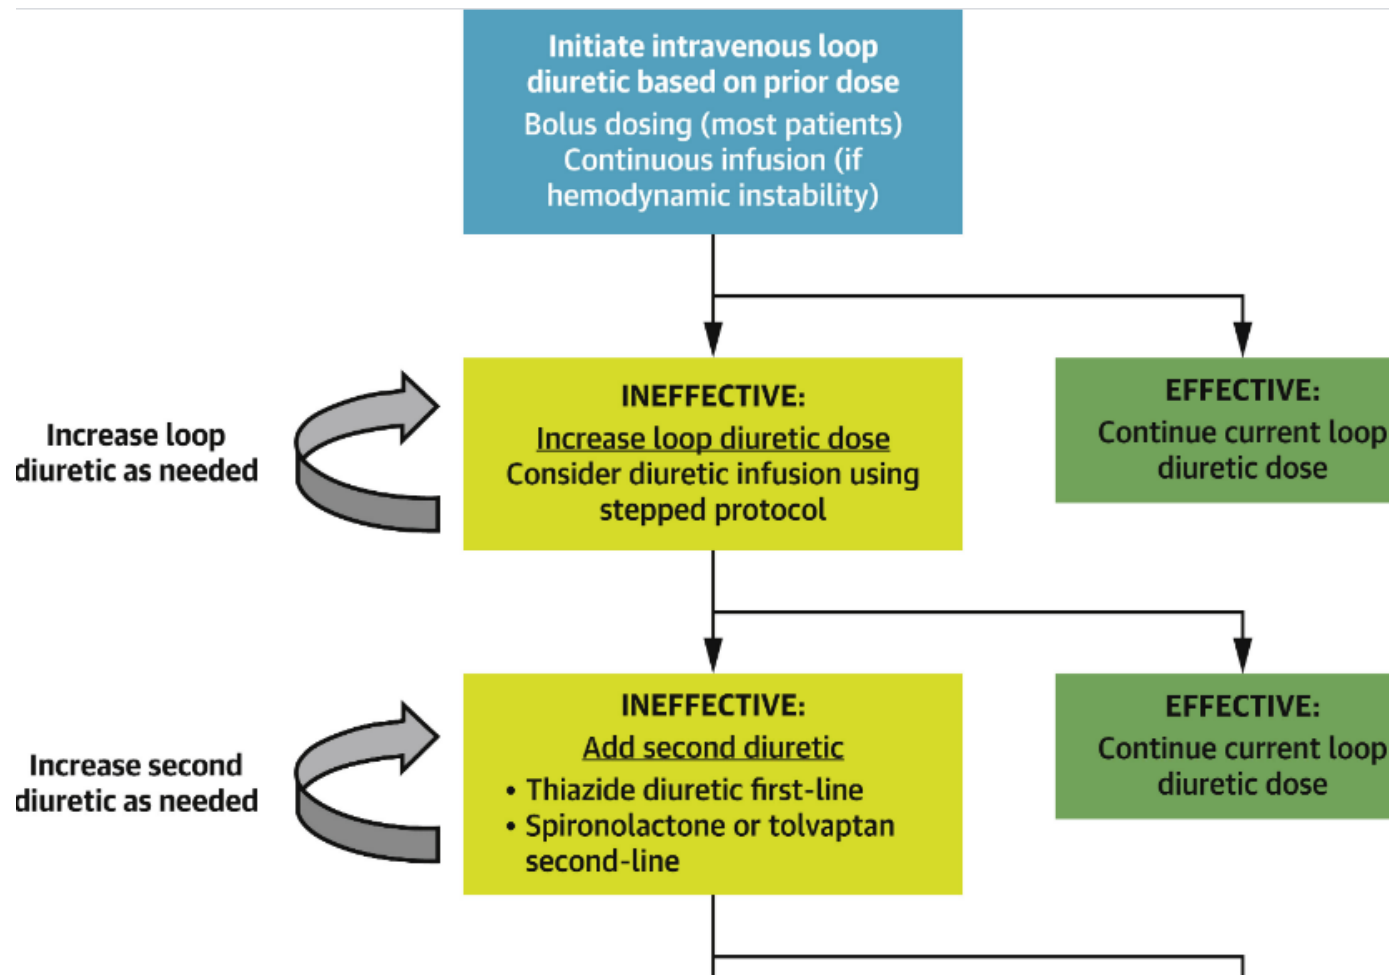 Initiate intravenous loop
diuretic based on prior dose
Bolus dosing (most patients)
Continuous infusion (if
hemodynamic instability)
Increase loop
diuretic as needed
INEFFECTIVE:
Increase loop diuretic dose
Consider diuretic infusion using
stepped protocol
EFFECTIVE:
Continue current loop
diuretic dose
Increase second
diuretic as needed
INEFFECTIVE:
Add second diuretic
• Thiazide diuretic first-line
• Spironolactone or tolvaptan
second-line
EFFECTIVE:
Continue current loop
diuretic dose